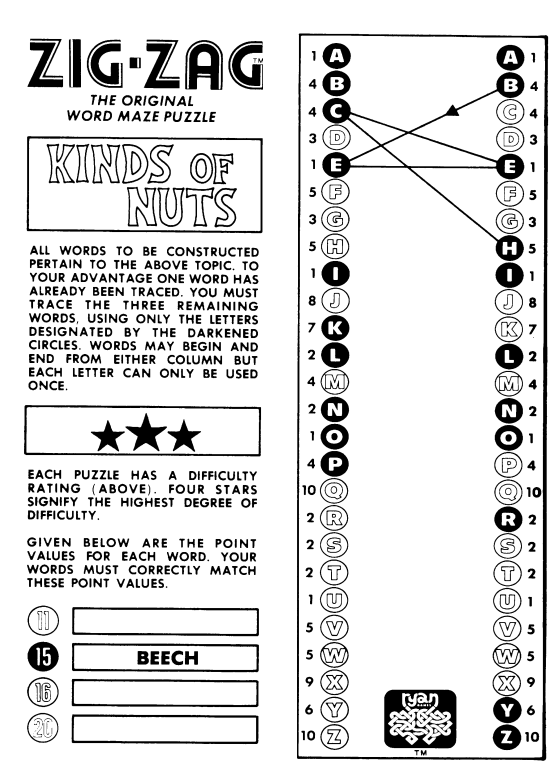 ZIG·ZAG™
THE ORIGINAL
WORD MAZE PUZZLE
KINDS OF
NUTS
ALL WORDS TO BE CONSTRUCTED
PERTAIN TO THE ABOVE TOPIC. TO
YOUR ADVANTAGE ONE WORD HAS
ALREADY BEEN TRACED. YOU MUST
TRACE THE THREE REMAINING
WORDS, USING ONLY THE LETTERS
DESIGNATED BY THE DARKENED
CIRCLES. WORDS MAY BEGIN AND
END FROM EITHER COLUMN BUT
EACH LETTER CAN ONLY BE USED
ONCE.
EACH PUZZLE HAS A DIFFICULTY
RATING (ABOVE). FOUR STARS
SIGNIFY THE HIGHEST DEGREE OF
DIFFICULTY.
GIVEN BELOW ARE THE POINT
VALUES FOR EACH WORD. YOUR
WORDS MUST CORRECTLY MATCH
THESE POINT VALUES.
11
15 BEECH
16
20
1 A A 1
4 B B 4
4 C C 4
3 D D 3
1 E E 1
5 F F 5
3 G G 3
5 H H 5
1 I I 1
8 J J 8
7 K K 7
2 L L 2
4 M M 4
2 N N 2
1 O O 1
4 P P 4
10 Q Q 10
2 R R 2
2 S S 2
2 T T 2
1 U U 1
5 V V 5
5 W W 5
9 X X 9
6 Y Y 6
10 Z Z 10
ryan
GAMES
TM